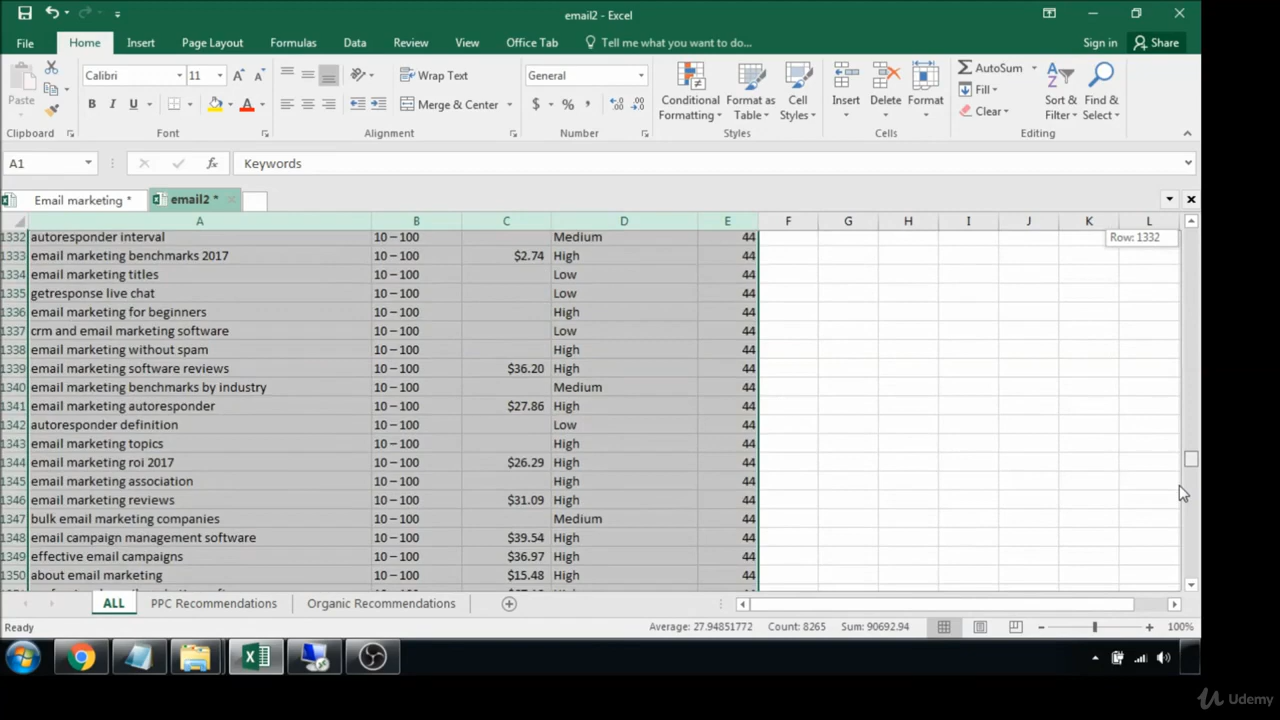 email2 - Excel
File Home Insert Page Layout Formulas Data Review View Office Tab Tell me what you want to do... Sign in Share
Paste Calibri 11 B I U A Wrap Text Merge & Center General $ % , Conditional Formatting Format as Table Cell Styles Insert Delete Format AutoSum Fill Clear Sort & Filter Find & Select
Clipboard Font Alignment Number Styles Cells Editing
A1 fx Keywords
Email marketing * email2 *
A B C D E F G H I J K L
1332 autoresponder interval 10 – 100 Medium 44 Row: 1332
1333 email marketing benchmarks 2017 10 – 100 $2.74 High 44
1334 email marketing titles 10 – 100 Low 44
1335 getresponse live chat 10 – 100 Low 44
1336 email marketing for beginners 10 – 100 High 44
1337 crm and email marketing software 10 – 100 Low 44
1338 email marketing without spam 10 – 100 High 44
1339 email marketing software reviews 10 – 100 $36.20 High 44
1340 email marketing benchmarks by industry 10 – 100 Medium 44
1341 email marketing autoresponder 10 – 100 $27.86 High 44
1342 autoresponder definition 10 – 100 Low 44
1343 email marketing topics 10 – 100 High 44
1344 email marketing roi 2017 10 – 100 $26.29 High 44
1345 email marketing association 10 – 100 High 44
1346 email marketing reviews 10 – 100 $31.09 High 44
1347 bulk email marketing companies 10 – 100 Medium 44
1348 email campaign management software 10 – 100 $39.54 High 44
1349 effective email campaigns 10 – 100 $36.97 High 44
1350 about email marketing 10 – 100 $15.48 High 44
ALL PPC Recommendations Organic Recommendations
Ready Average: 27.94851772 Count: 8265 Sum: 90692.94 100%
Udemy